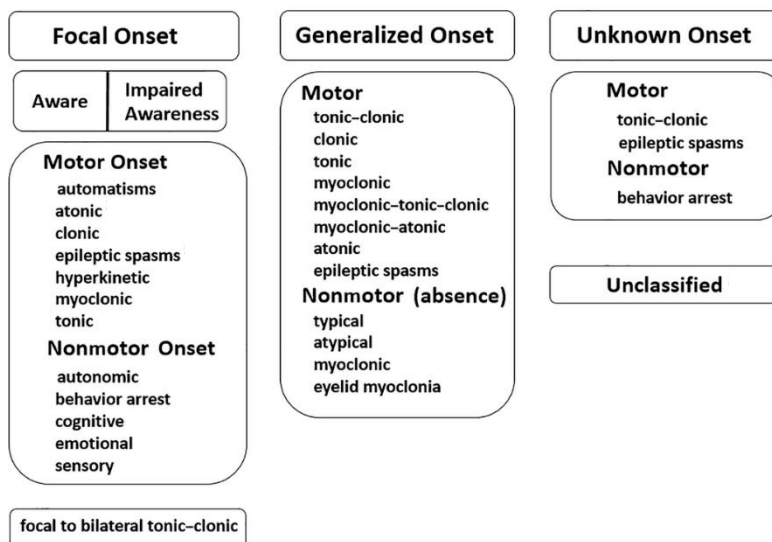 Focal Onset
Aware
Impaired
Awareness
Motor Onset
automatisms
atonic
clonic
epileptic spasms
hyperkinetic
myoclonic
tonic
Nonmotor Onset
autonomic
behavior arrest
cognitive
emotional
sensory
focal to bilateral tonic–clonic
Generalized Onset
Motor
tonic–clonic
clonic
tonic
myoclonic
myoclonic–tonic–clonic
myoclonic–atonic
atonic
epileptic spasms
Nonmotor (absence)
typical
atypical
myoclonic
eyelid myoclonia
Unknown Onset
Motor
tonic–clonic
epileptic spasms
Nonmotor
behavior arrest
Unclassified